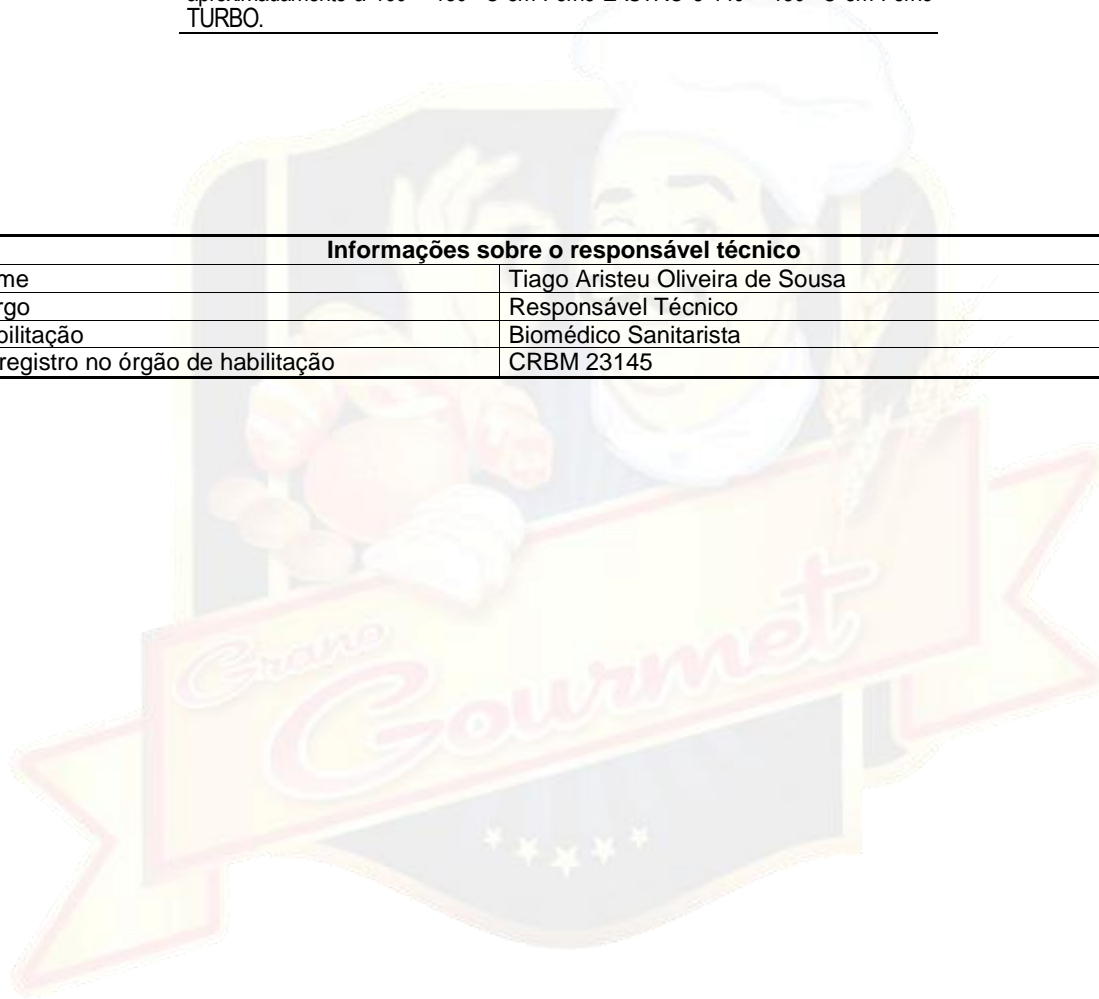 TURBO.
Informações sobre o responsável técnico
me Tiago Aristeu Oliveira de Sousa
rgo Responsável Técnico
bilitação Biomédico Sanitarista
registro no órgão de habilitação CRBM 23145
Grano
Gourmet